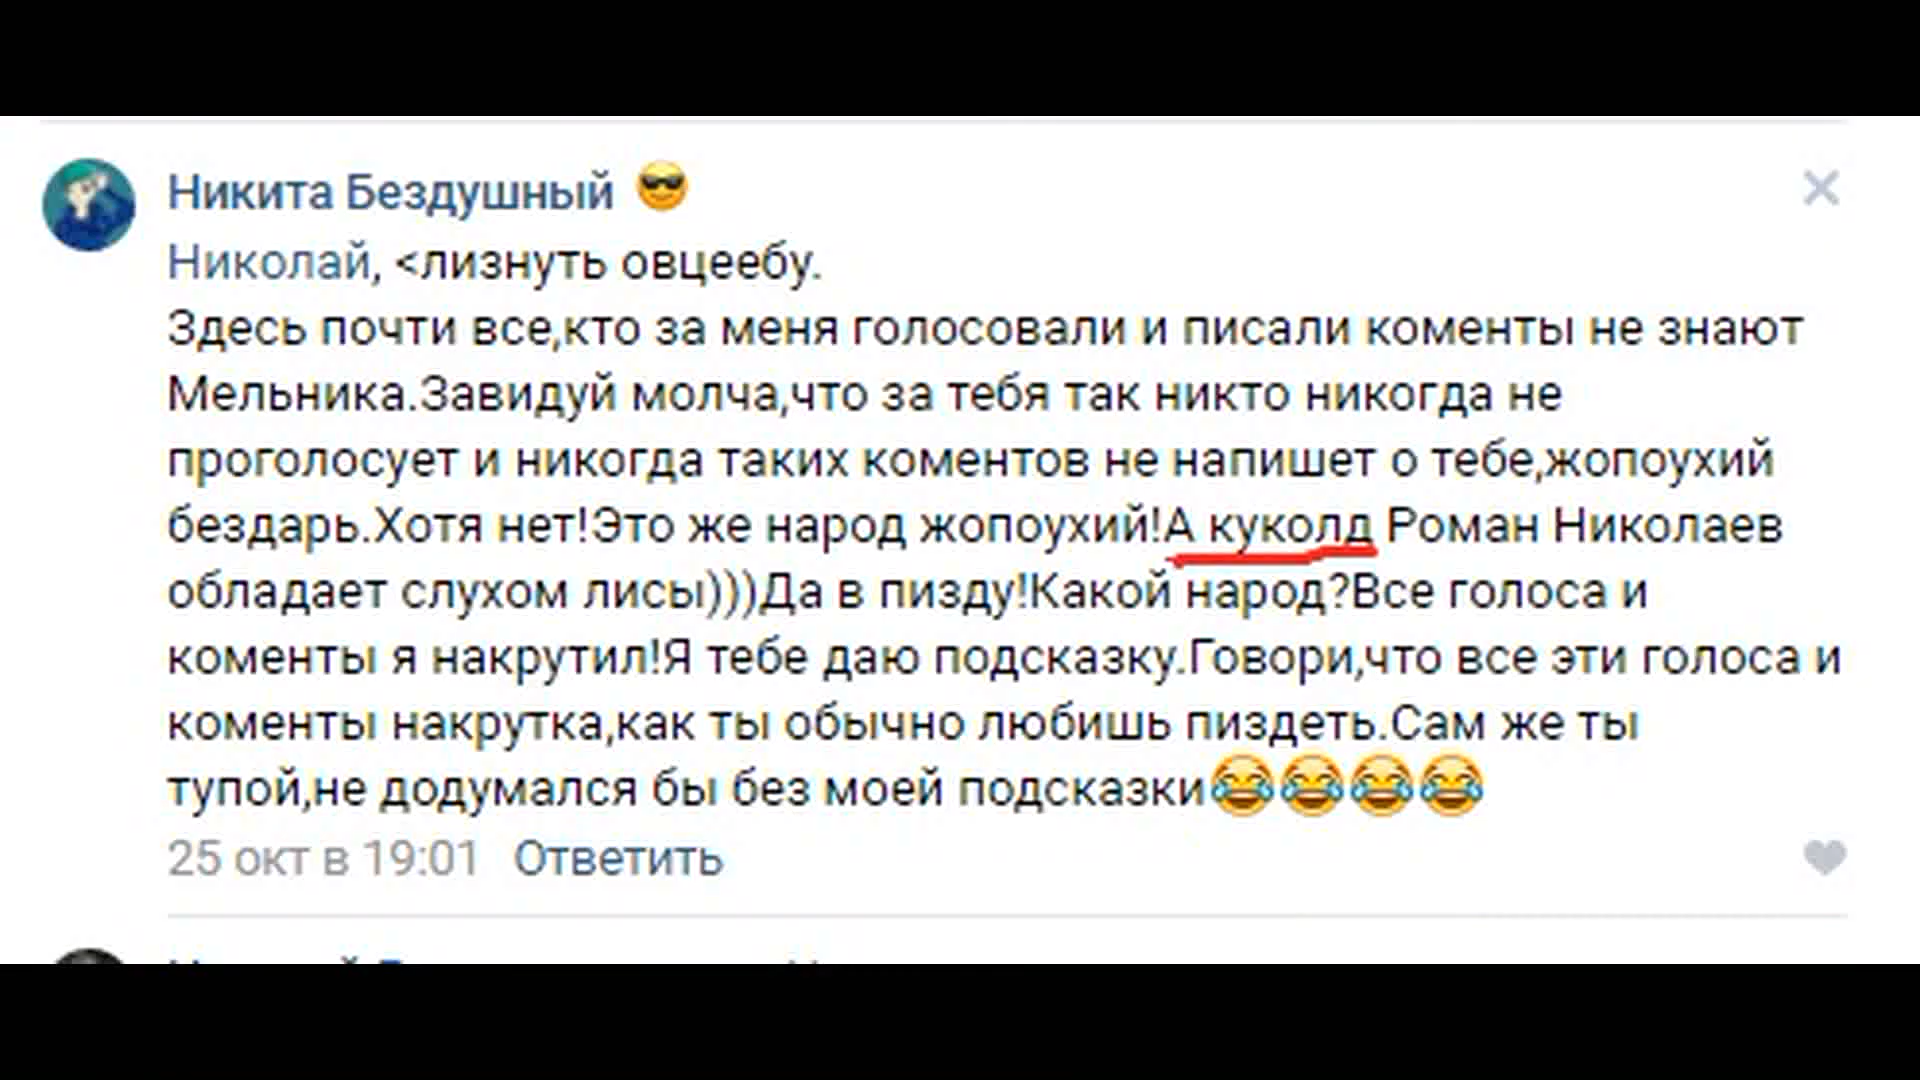 Никита Бездушный 😎
Николай, <лизнуть овцеебу.
Здесь почти все,кто за меня голосовали и писали коменты не знают
Мельника.Завидуй молча,что за тебя так никто никогда не
проголосует и никогда таких коментов не напишет о тебе,жопоухий
бездарь.Хотя нет!Это же народ жопоухий!А куколд Роман Николаев
обладает слухом лисы)))Да в пизду!Какой народ?Все голоса и
коменты я накрутил!Я тебе даю подсказку.Говори,что все эти голоса и
коменты накрутка,как ты обычно любишь пиздеть.Сам же ты
тупой,не додумался бы без моей подсказки😂😂😂😂
25 окт в 19:01 Ответить